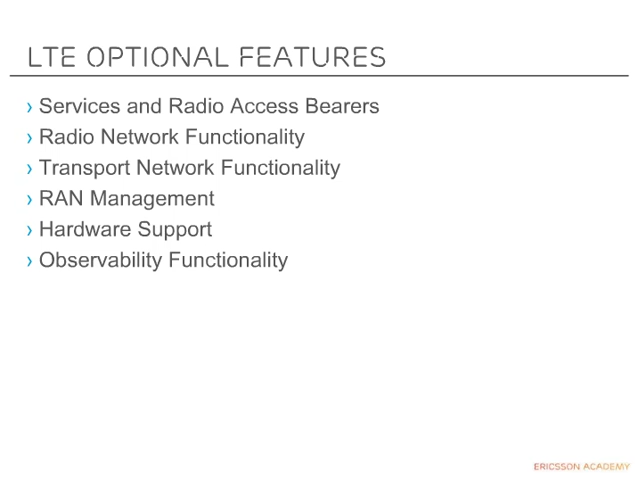 LTE OPTIONAL FEATURES
› Services and Radio Access Bearers
› Radio Network Functionality
› Transport Network Functionality
› RAN Management
› Hardware Support
› Observability Functionality
ERICSSON ACADEMY